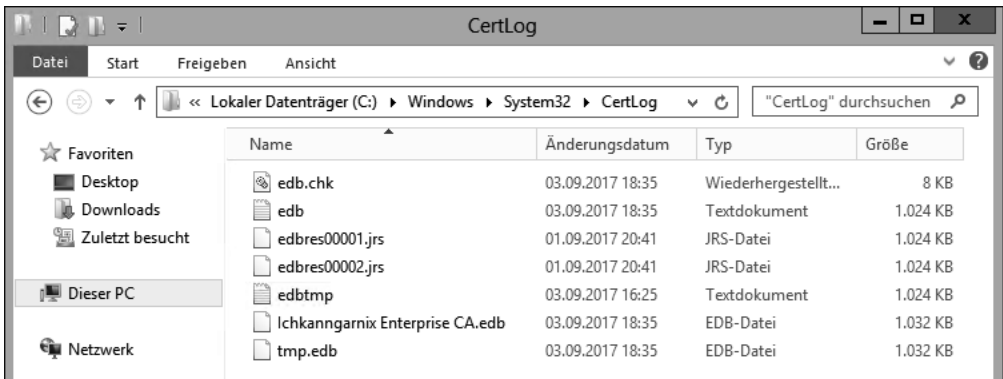 CertLog
Datei Start Freigeben Ansicht
« Lokaler Datenträger (C:) Windows System32 CertLog "CertLog" durchsuchen
Favoriten
Desktop
Downloads
Zuletzt besucht
Dieser PC
Netzwerk
Name Änderungsdatum Typ Größe
edb.chk 03.09.2017 18:35 Wiederhergestellt... 8 KB
edb 03.09.2017 18:35 Textdokument 1.024 KB
edbres00001.jrs 01.09.2017 20:41 JRS-Datei 1.024 KB
edbres00002.jrs 01.09.2017 20:41 JRS-Datei 1.024 KB
edbtmp 03.09.2017 16:25 Textdokument 1.024 KB
Ichkanngarnix Enterprise CA.edb 03.09.2017 18:35 EDB-Datei 1.032 KB
tmp.edb 03.09.2017 18:35 EDB-Datei 1.032 KB